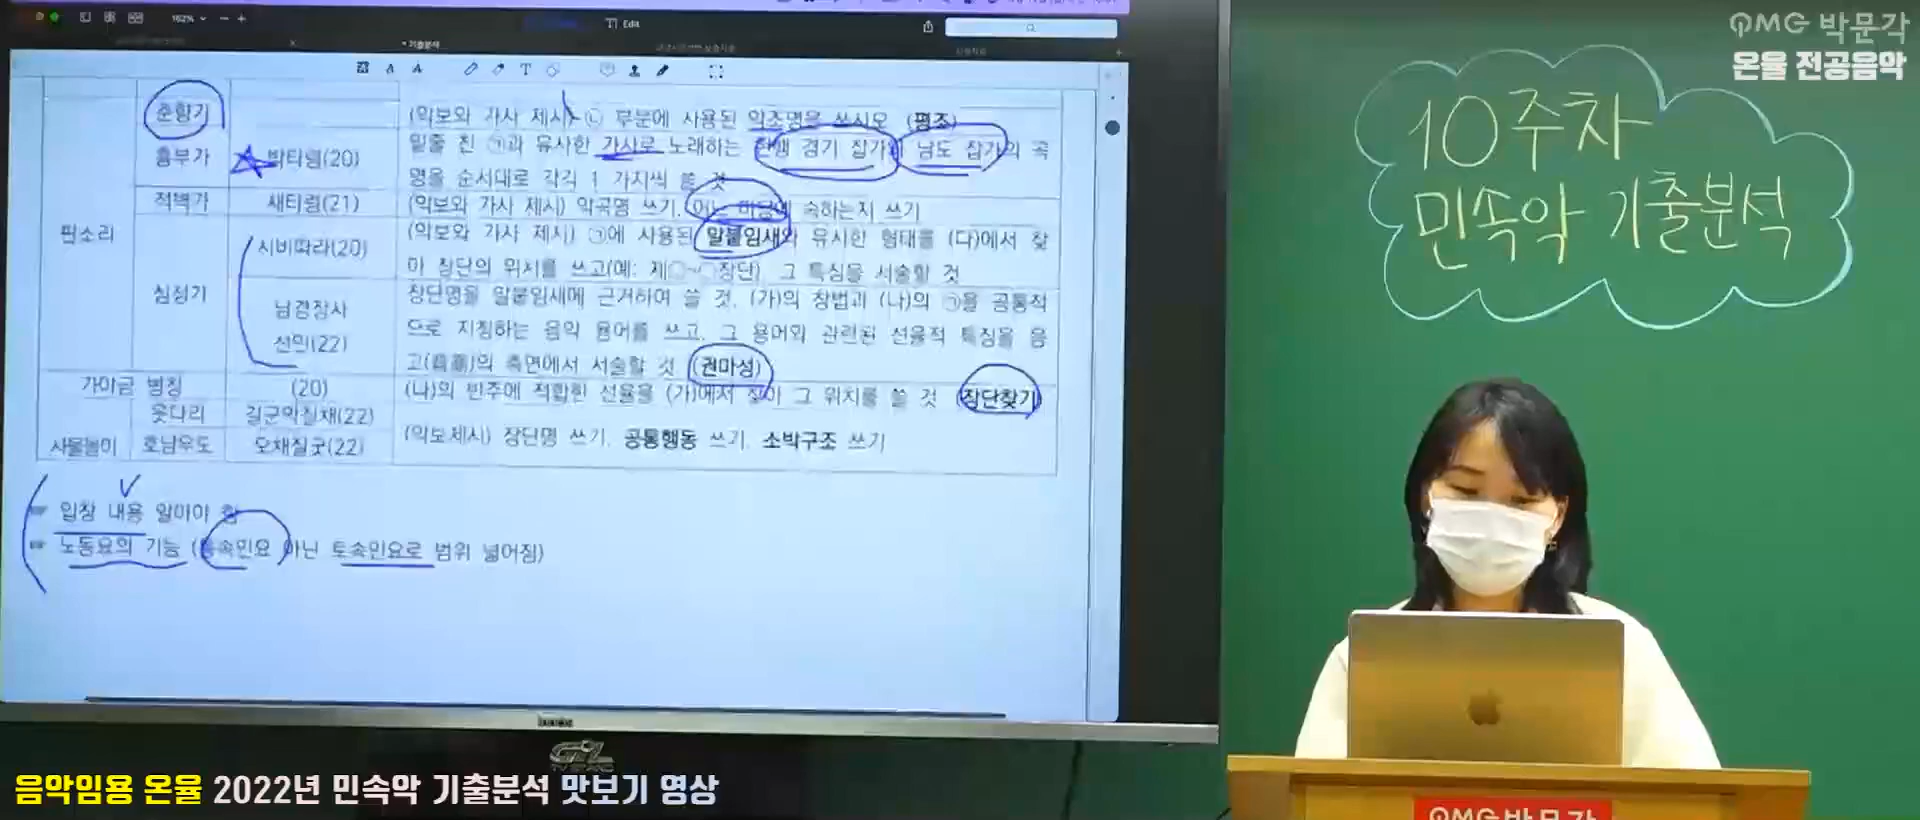 162%
Edit
기출분석
춘향가
(악보와 가사 제시) ㉡ 부분에 사용된 악조명을 쓰시오 (평조)
흥부가
박타령(20)
밑줄 친 ㉠과 유사한 가사로 노래하는 경기 잡가와 남도 잡가의 곡
명을 순서대로 각각 1 가지씩 쓸 것
적벽가
새타령(21)
(악보와 가사 제시) 악곡명 쓰기, 어느 마당에 속하는지 쓰기
판소리
심청가
시비따라(20)
(악보와 가사 제시) ㉠에 사용된 말붙임새와 유사한 형태를 (다)에서 찾
아 장단의 위치를 쓰고(예: 제○~○장단), 그 특징을 서술할 것
남경장사
선인(22)
장단명을 말붙임새에 근거하여 쓸 것, (가)의 창법과 (나)의 ㉠을 공통적
으로 지칭하는 음악 용어를 쓰고, 그 용어와 관련된 선율적 특징을 음
고(音高)의 측면에서 서술할 것 (권마성)
가야금 병창
(20)
(나)의 반주에 적합한 선율을 (가)에서 찾아 그 위치를 쓸 것 (장단찾기)
사물놀이
웃다리
길군악칠채(22)
호남우도
오채질굿(22)
(악보제시) 장단명 쓰기, 공통행동 쓰기, 소박구조 쓰기
☞ 입창 내용 알아야 함
☞ 노동요의 기능 (통속민요 아닌 토속민요로 범위 넓어짐)
PMG 박문각
온율 전공음악
10주차
민속악 기출분석
음악임용 온율 2022년 민속악 기출분석 맛보기 영상
PMG 박문각